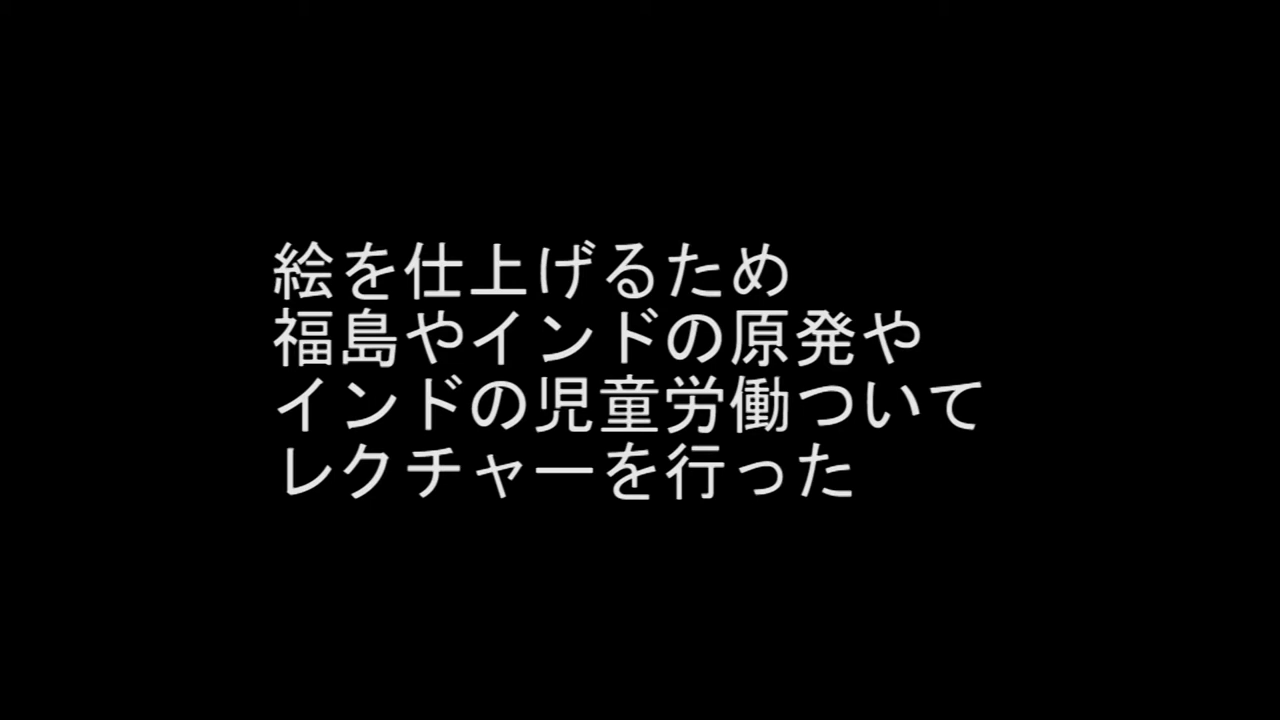 絵を仕上げるため
福島やインドの原発や
インドの児童労働ついて
レクチャーを行った